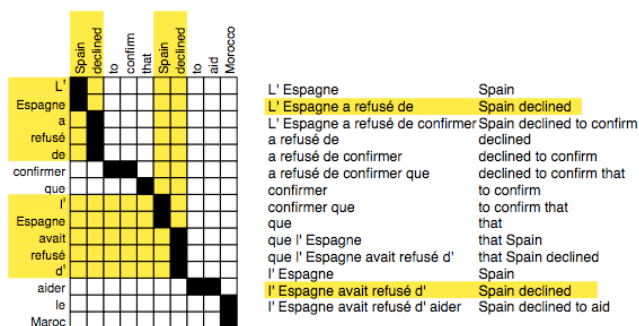 Spain
declined
to
confirm
that
Spain
declined
to
aid
Morocco
L'
Espagne
a
refusé
de
confirmer
que
l'
Espagne
avait
refusé
d'
aider
le
Maroc
L' Espagne Spain
L' Espagne a refusé de Spain declined
L' Espagne a refusé de confirmer Spain declined to confirm
a refusé de declined
a refusé de confirmer declined to confirm
a refusé de confirmer que declined to confirm that
confirmer to confirm
confirmer que to confirm that
que that
que l' Espagne that Spain
que l' Espagne avait refusé d' that Spain declined
l' Espagne Spain
l' Espagne avait refusé d' Spain declined
l' Espagne avait refusé d' aider Spain declined to aid